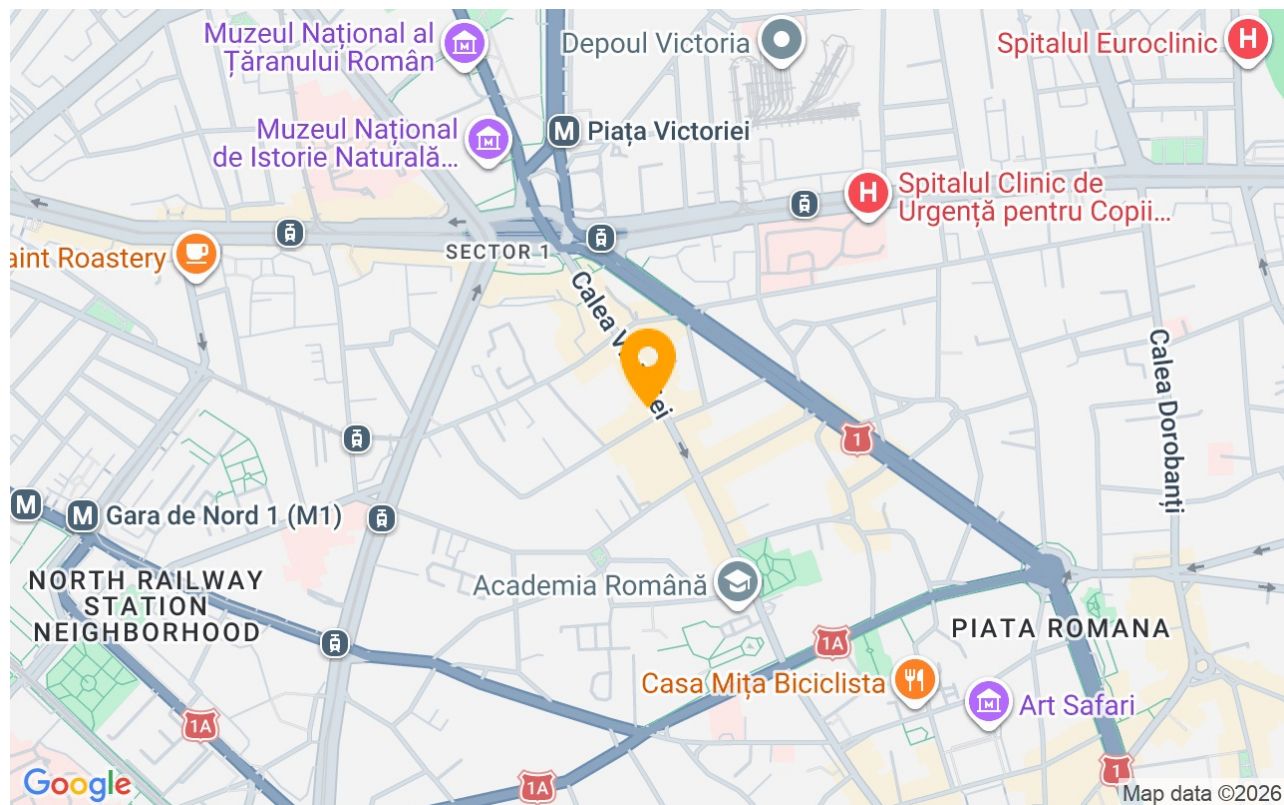 Muzeul Național al
Țăranului Român
Depoul Victoria
Spitalul Euroclinic
H
Muzeul Național
de Istorie Naturală...
M
Piața Victoriei
H
Spitalul Clinic de
Urgență pentru Copii...
aint Roastery
SECTOR 1
Calea V
iei
Calea Dorobanți
1
M
M
Gara de Nord 1 (M1)
NORTH RAILWAY
STATION
NEIGHBORHOOD
Academia Română
1A
PIATA ROMANA
Casa Mița Biciclista
Art Safari
1A
1A
1
Google
Map data ©2026